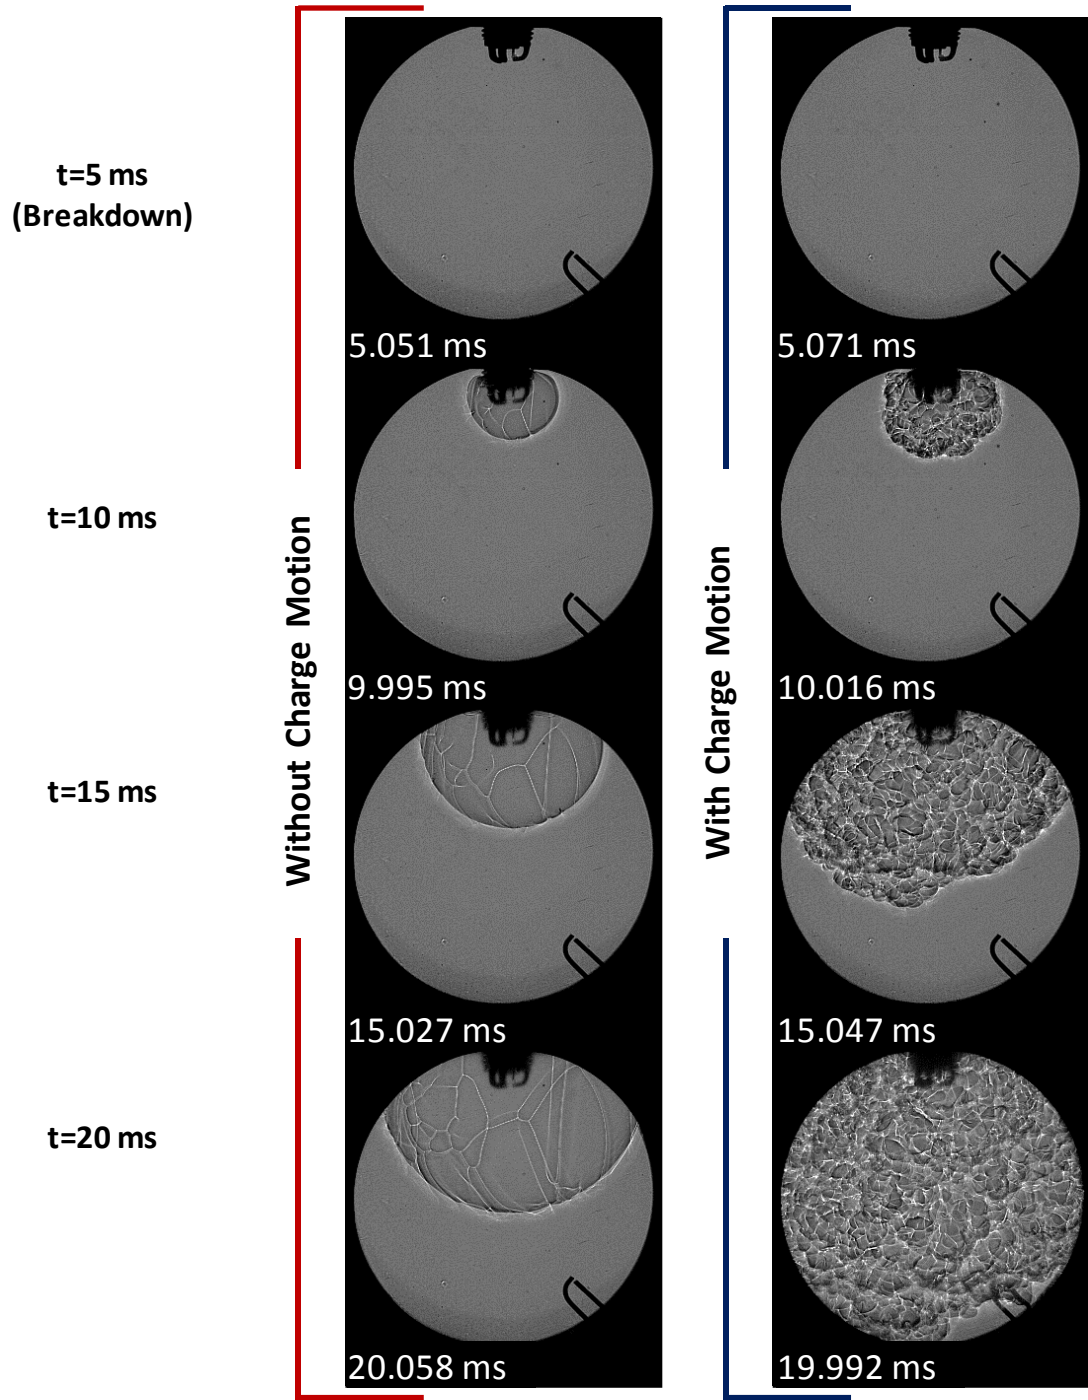 t=5 ms
(Breakdown)
5.051 ms
5.071 ms
t=10 ms
9.995 ms
10.016 ms
Without Charge Motion
With Charge Motion
t=15 ms
15.027 ms
15.047 ms
t=20 ms
20.058 ms
19.992 ms